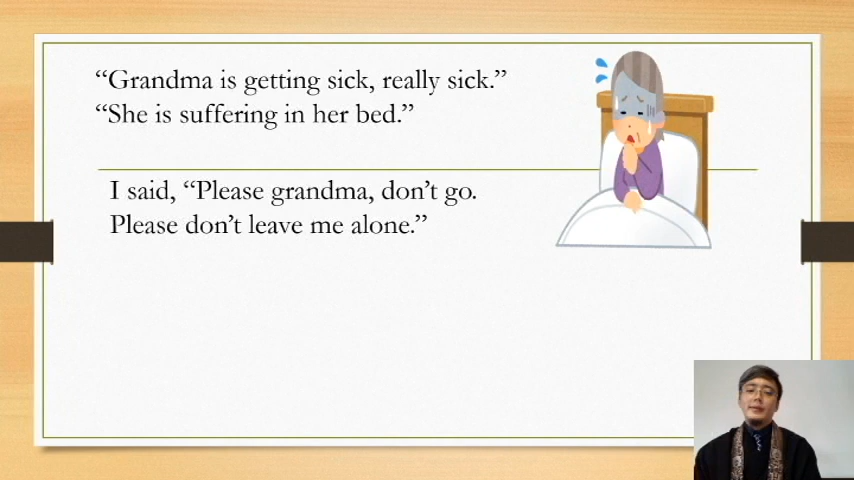 “Grandma is getting sick, really sick.”
“She is suffering in her bed.”
I said, “Please grandma, don’t go.
Please don’t leave me alone.”